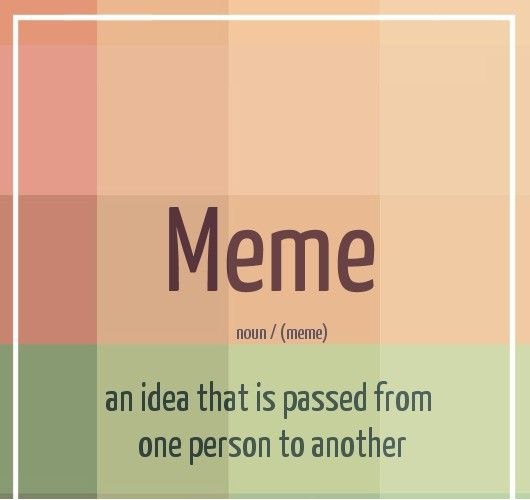 Meme
noun / (meme)
an idea that is passed from
one person to another